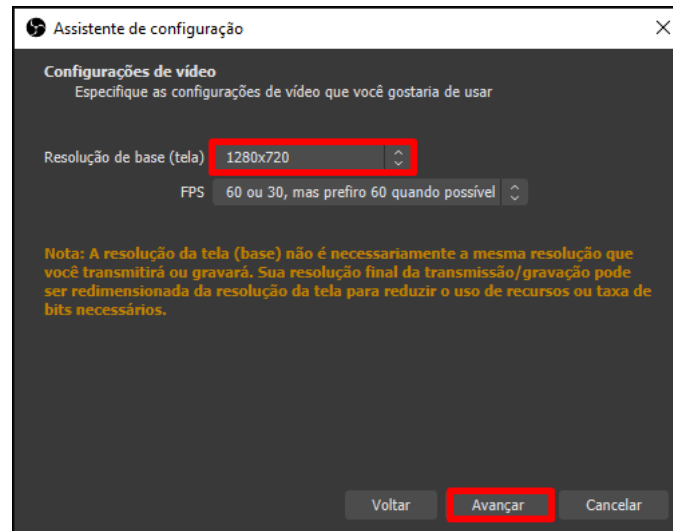 Assistente de configuração
Configurações de vídeo
Especifique as configurações de vídeo que você gostaria de usar
Resolução de base (tela) 1280x720
FPS 60 ou 30, mas prefiro 60 quando possível
Nota: A resolução da tela (base) não é necessariamente a mesma resolução que
você transmitirá ou gravará. Sua resolução final da transmissão/gravação pode
ser redimensionada da resolução da tela para reduzir o uso de recursos ou taxa de
bits necessários.
Voltar Avançar Cancelar